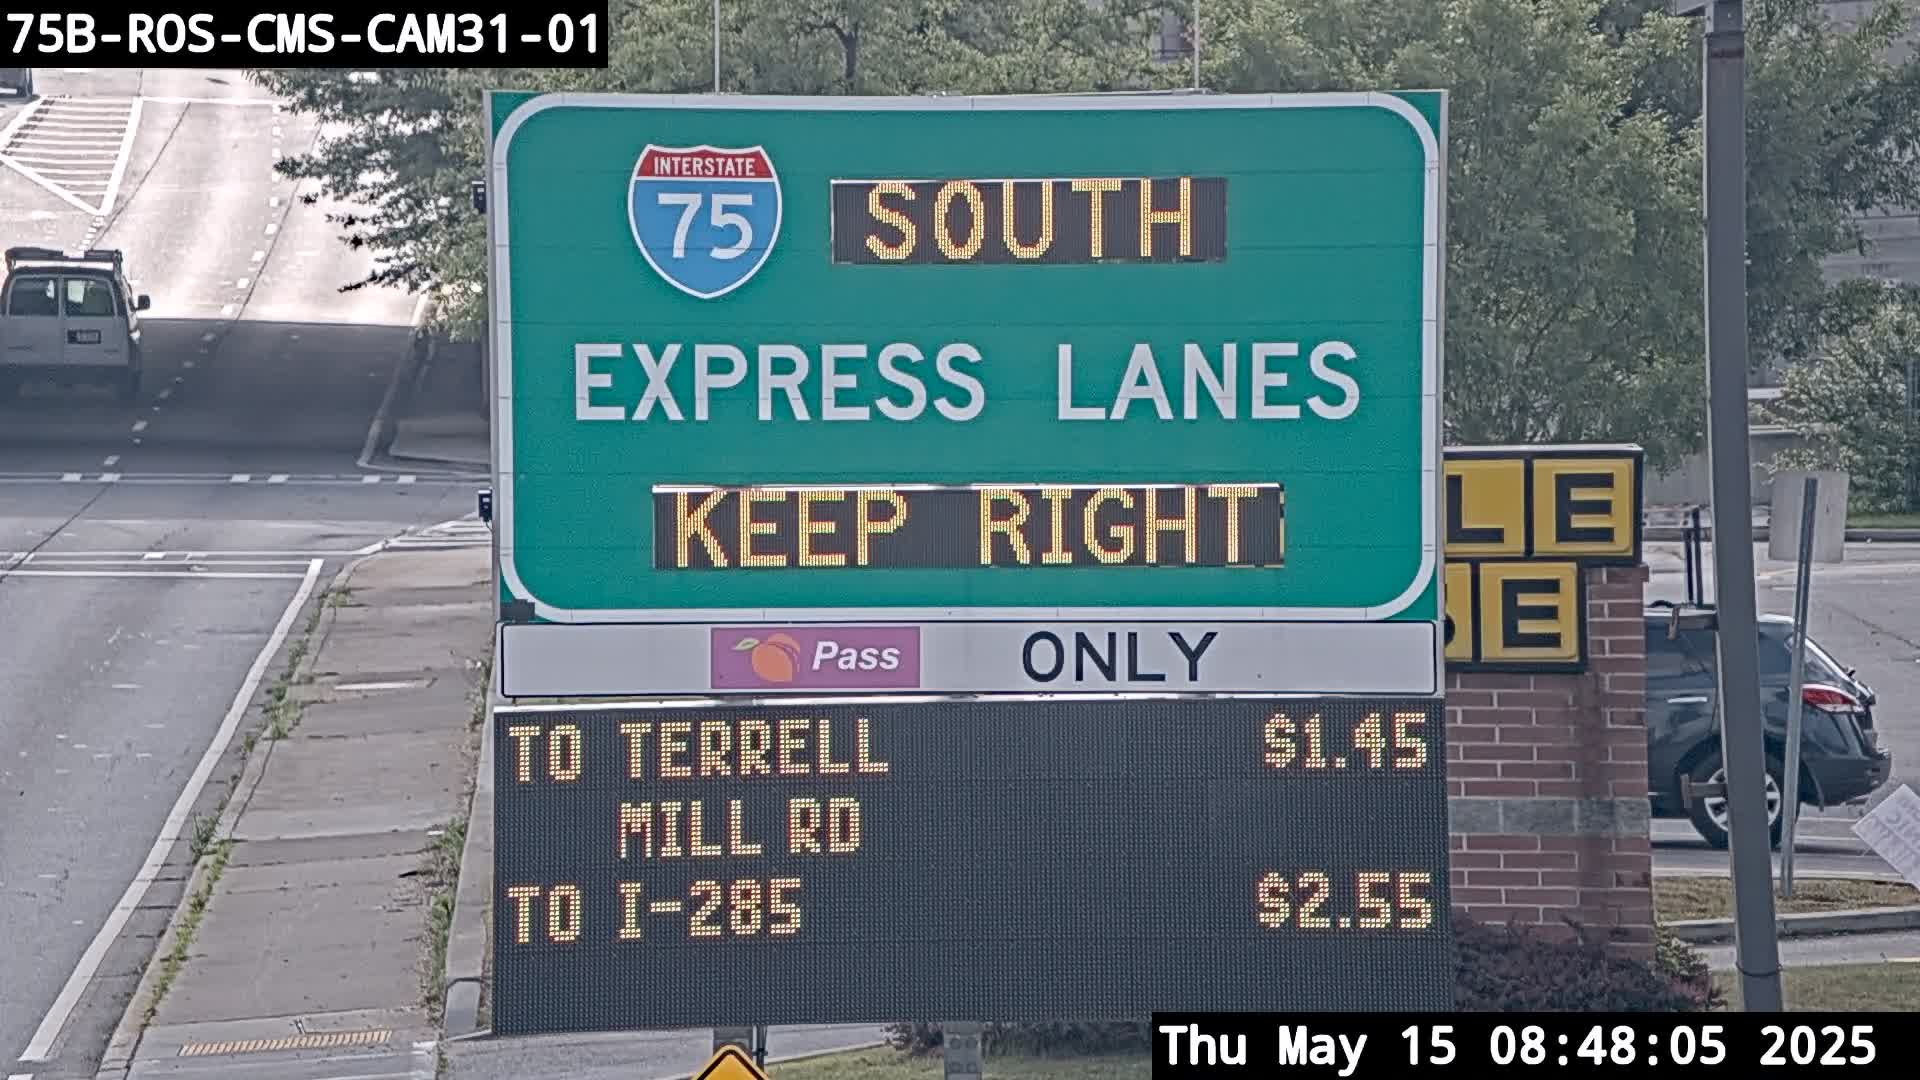 75B-ROS-CMS-CAM31-01
INTERSTATE
75
SOUTH
EXPRESS LANES
KEEP RIGHT
Pass ONLY
TO TERRELL $1.45
MILL RD
TO I-285 $2.55
LE
E
Thu May 15 08:48:05 2025